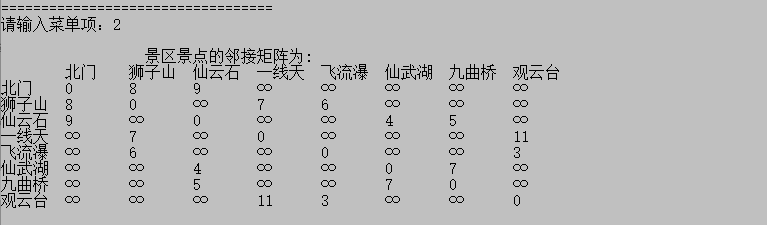 ==================================
请输入菜单项：2
景区景点的邻接矩阵为:
北门 狮子山 仙云石 一线天 飞流瀑 仙武湖 九曲桥 观云台
北门 0 8 9 ∞ ∞ ∞ ∞ ∞
狮子山 8 0 ∞ 7 6 ∞ ∞ ∞
仙云石 9 ∞ 0 ∞ ∞ 4 5 ∞
一线天 ∞ 7 ∞ 0 ∞ ∞ ∞ 11
飞流瀑 ∞ 6 ∞ ∞ 0 ∞ ∞ 3
仙武湖 ∞ ∞ 4 ∞ ∞ 0 7 ∞
九曲桥 ∞ ∞ 5 ∞ ∞ 7 0 ∞
观云台 ∞ ∞ ∞ 11 3 ∞ ∞ 0